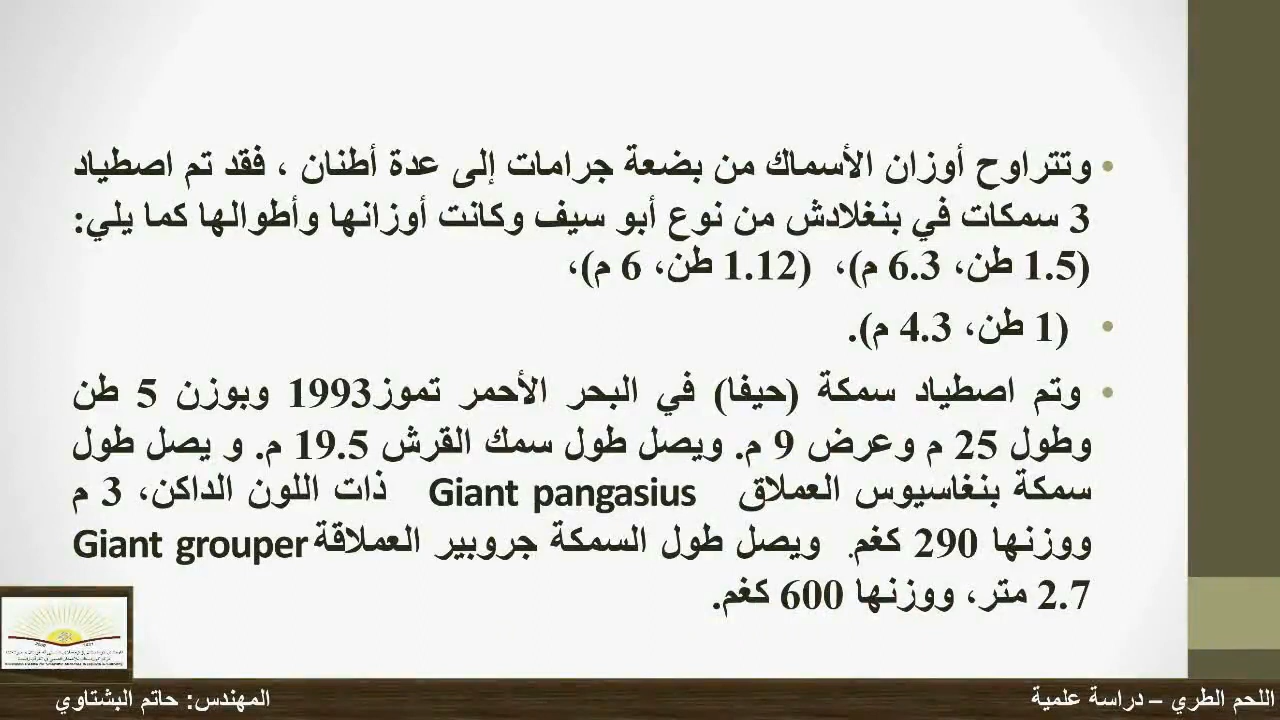 • وتتراوح أوزان الأسماك من بضعة جرامات إلى عدة أطنان ، فقد تم اصطياد
3 سمكات في بنغلادش من نوع أبو سيف وكانت أوزانها وأطوالها كما يلي:
(1.5 طن، 6.3 م)، (1.12 طن، 6 م)،
• (1 طن، 4.3 م).
• وتم اصطياد سمكة (حيفا) في البحر الأحمر تموز1993 وبوزن 5 طن
وطول 25 م وعرض 9 م. ويصل طول سمك القرش 19.5 م. و يصل طول
سمكة بنغاسيوس العملاق Giant pangasius ذات اللون الداكن، 3 م
ووزنها 290 كغم. ويصل طول السمكة جروبير العملاقة Giant grouper
2.7 متر، ووزنها 600 كغم.
اللحم الطري – دراسة علمية
المهندس: حاتم البشتاوي